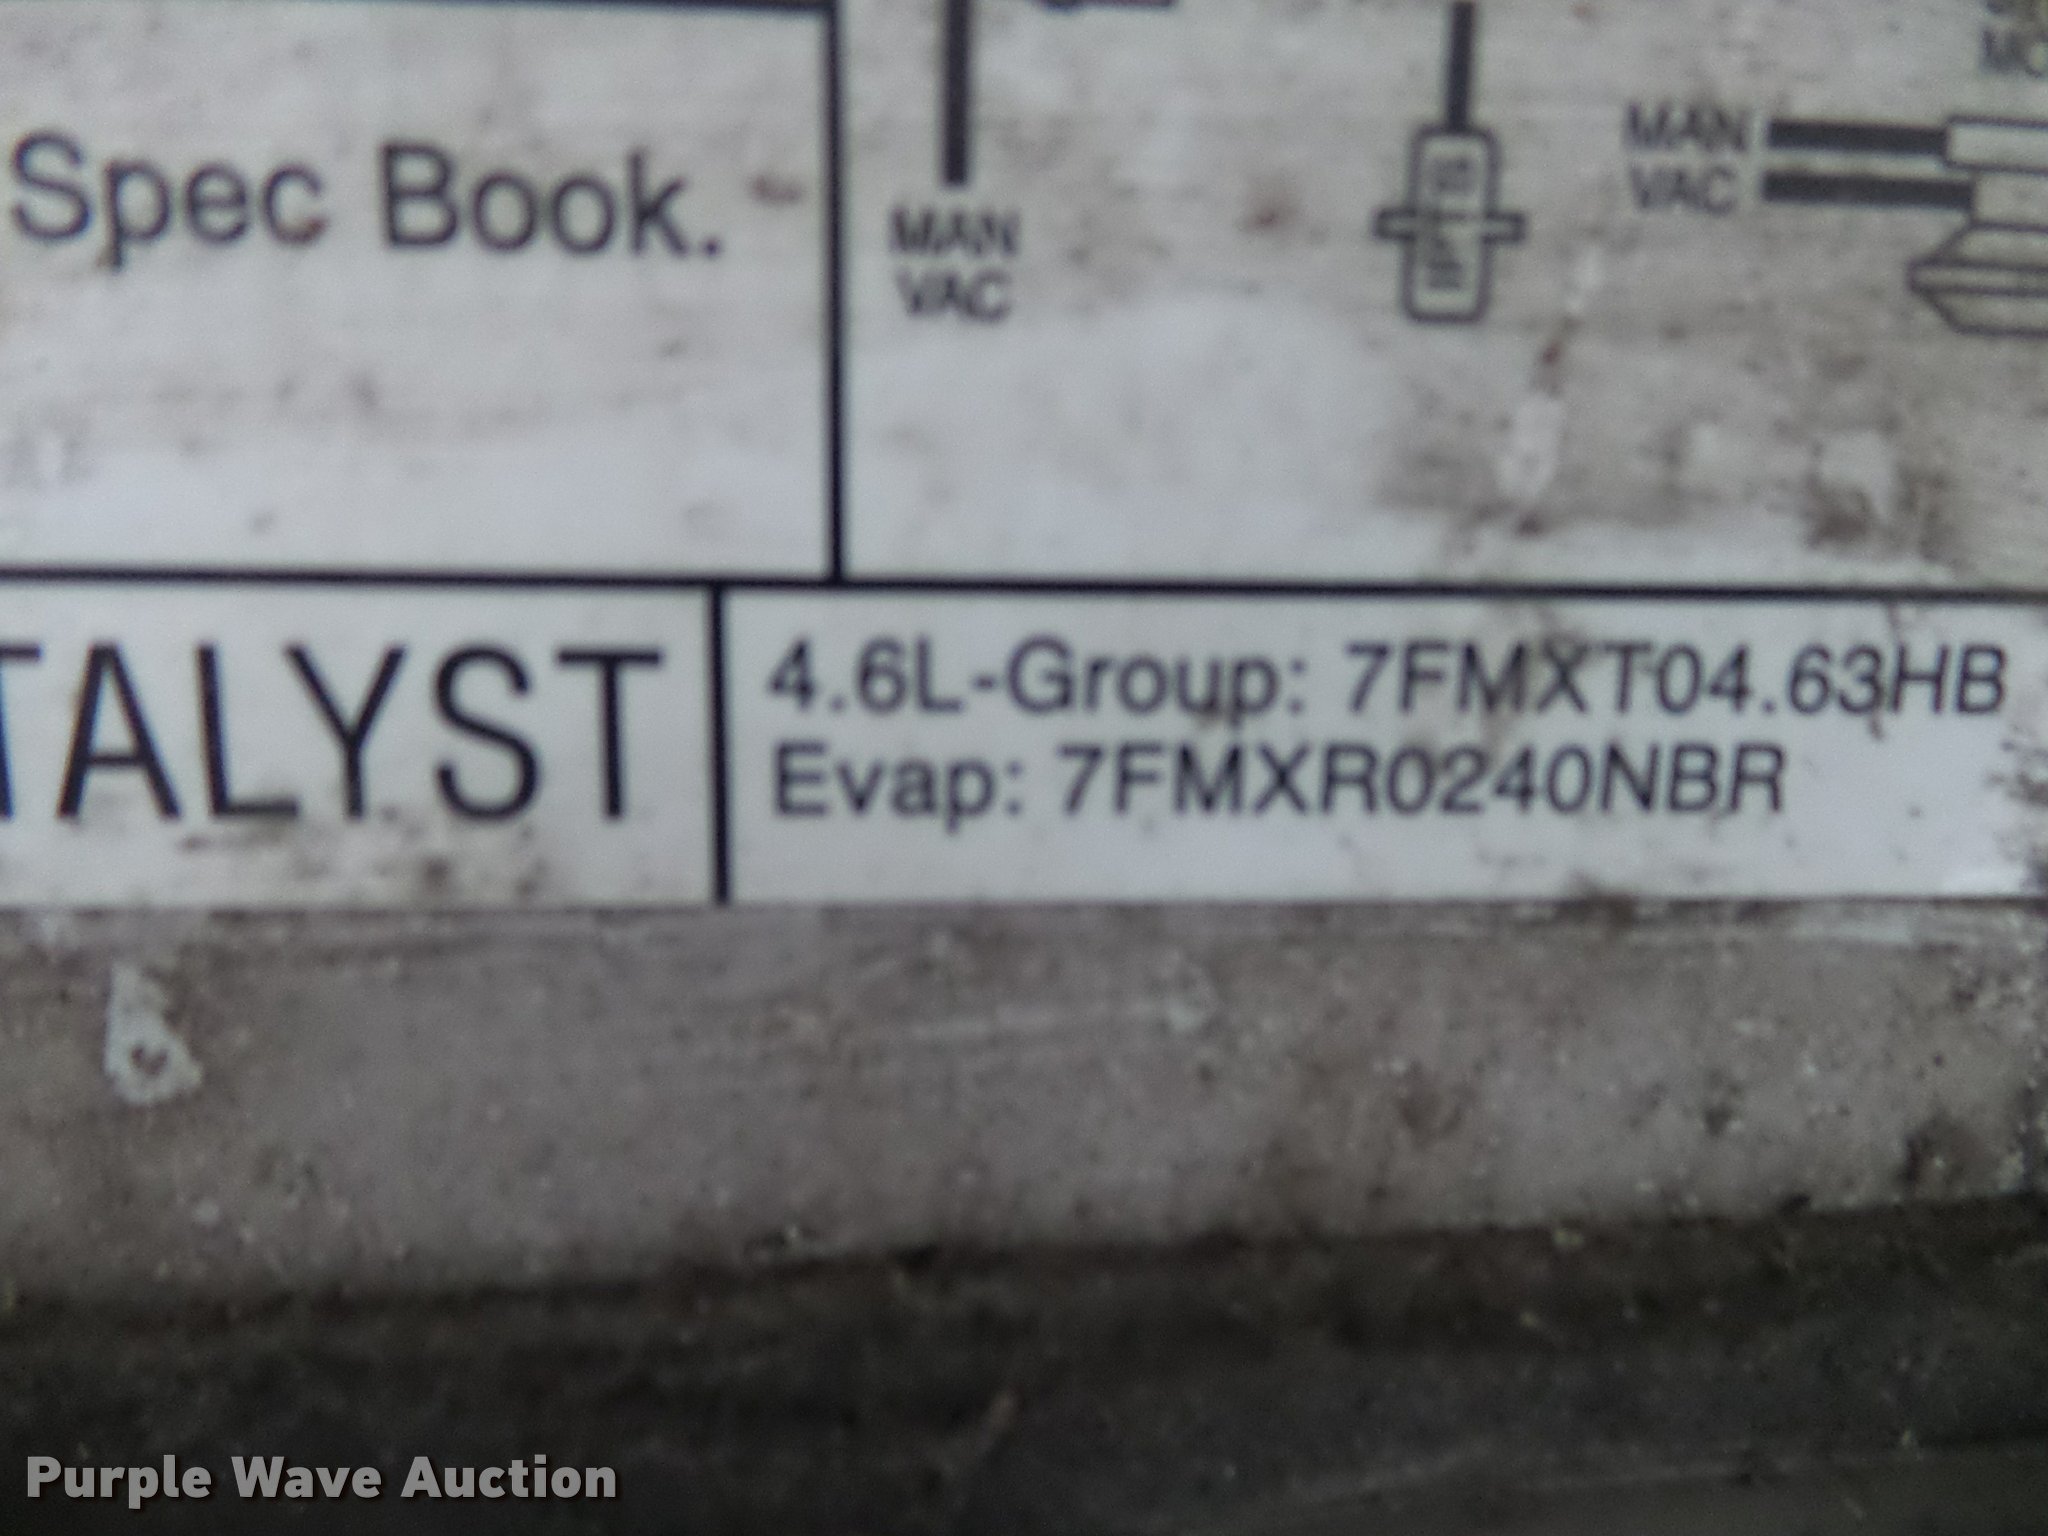 Spec Book.
MAN
VAC
MAN
VAC
TALYST
4.6L-Group: 7FMXT04.63HB
Evap: 7FMXR0240NBR
Purple Wave Auction